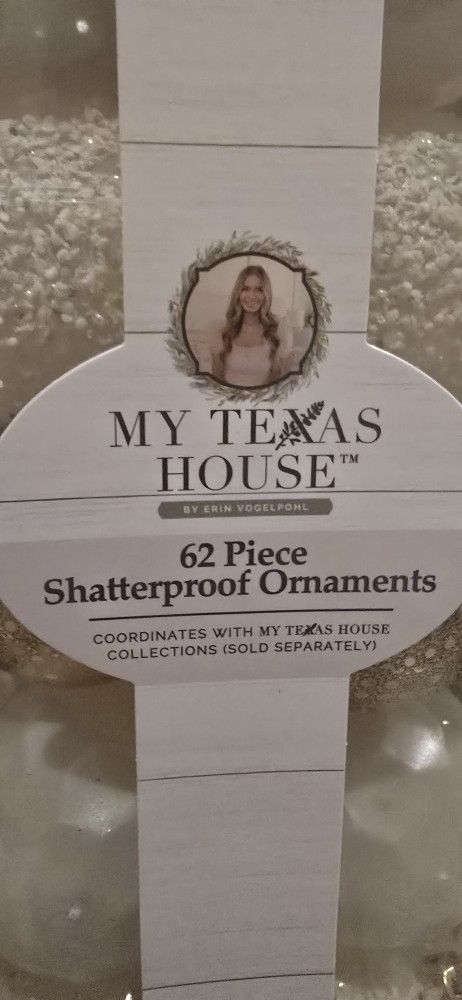 MY TEXAS
HOUSE™
BY ERIN VOGELPOHL
62 Piece
Shatterproof Ornaments
COORDINATES WITH MY TEXAS HOUSE
COLLECTIONS (SOLD SEPARATELY)